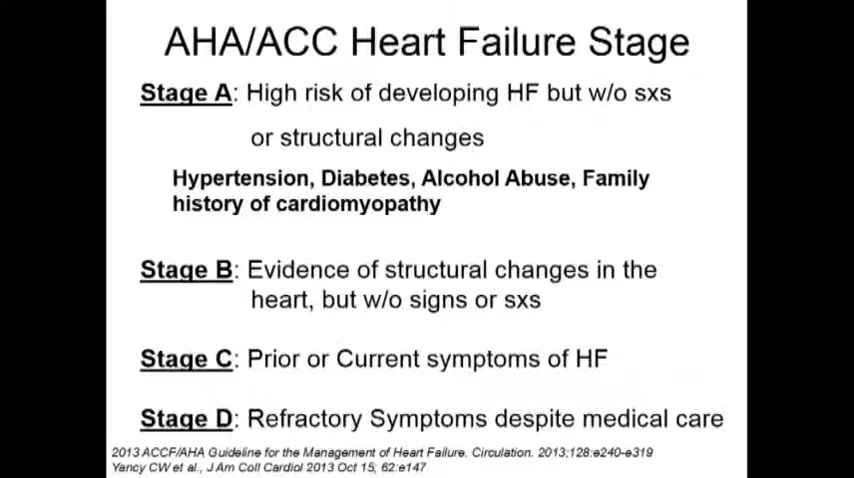 AHA/ACC Heart Failure Stage
Stage A: High risk of developing HF but w/o sxs
or structural changes
Hypertension, Diabetes, Alcohol Abuse, Family
history of cardiomyopathy
Stage B: Evidence of structural changes in the
heart, but w/o signs or sxs
Stage C: Prior or Current symptoms of HF
Stage D: Refractory Symptoms despite medical care
2013 ACCF/AHA Guideline for the Management of Heart Failure. Circulation. 2013;128:e240-e319
Yancy CW et al., J Am Coll Cardiol 2013 Oct 15; 62:e147